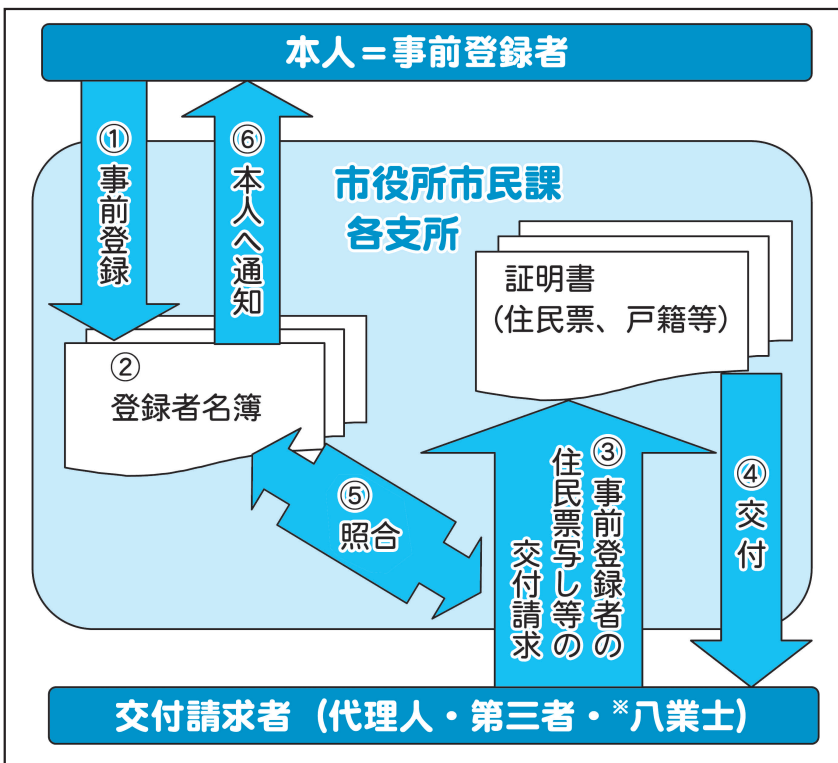 本人＝事前登録者
①事前登録
⑥本人へ通知
市役所市民課
各支所
証明書
（住民票、戸籍等）
②
登録者名簿
⑤
照合
③事前登録者の
住民票写し等の
交付請求
④交付
交付請求者（代理人・第三者・※八業士）